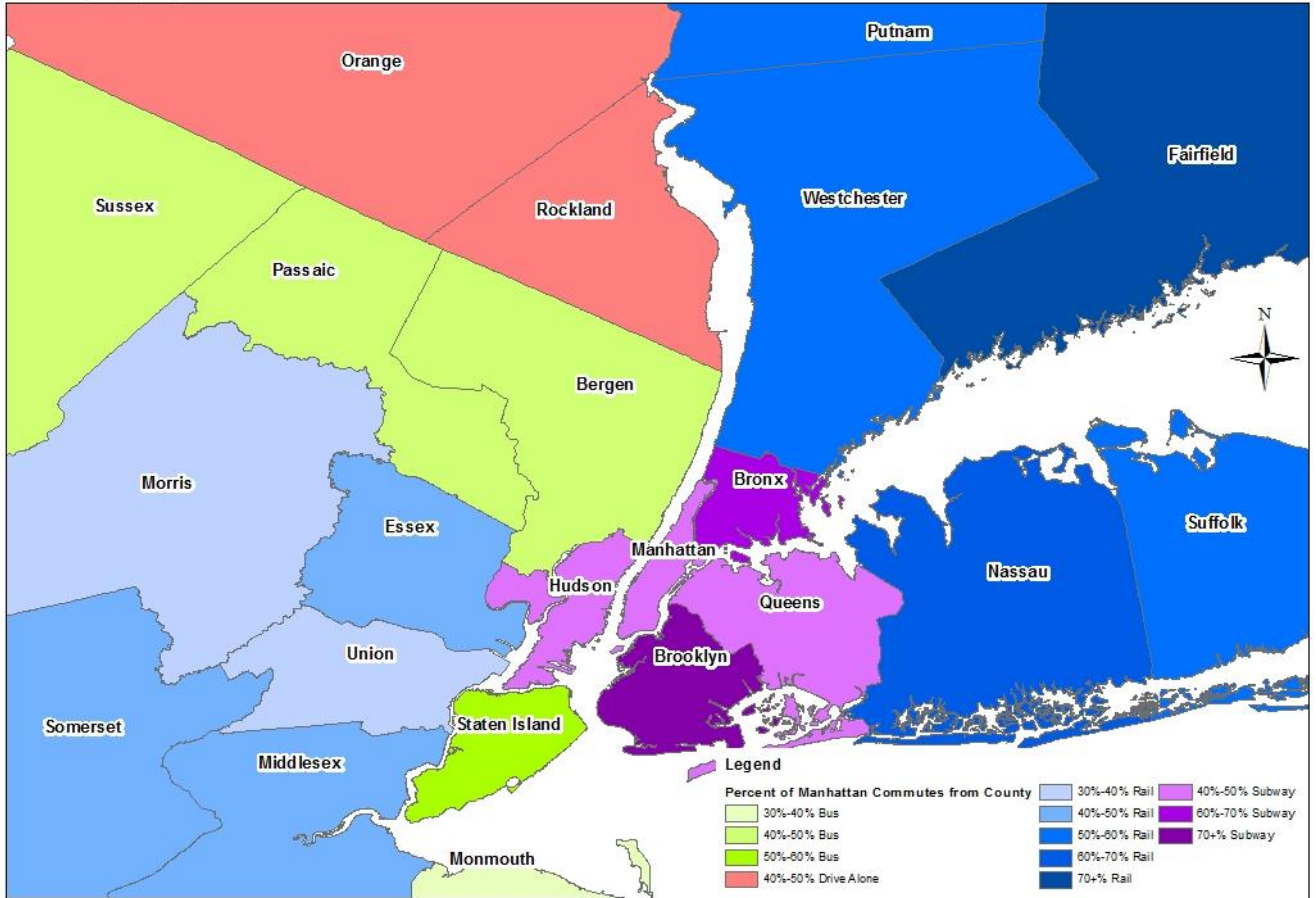 Putnam
Orange
Fairfield
Westchester
Sussex
Rockland
Passaic
N
Bergen
Morris
Bronx
Essex
Suffolk
Manhattan
Nassau
Hudson
Queens
Union
Brooklyn
Somerset
Staten Island
Middlesex
Monmouth
Legend
Percent of Manhattan Commutes from County
30%-40% Bus
40%-50% Bus
50%-60% Bus
40%-50% Drive Alone
30%-40% Rail
40%-50% Rail
50%-60% Rail
60%-70% Rail
70+% Rail
40%-50% Subway
60%-70% Subway
70+% Subway